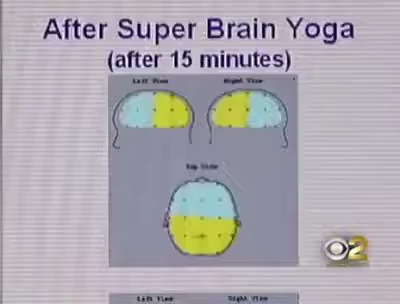 After Super Brain Yoga
(after 15 minutes)
Left View Right View
Top View
2
Left View Right View